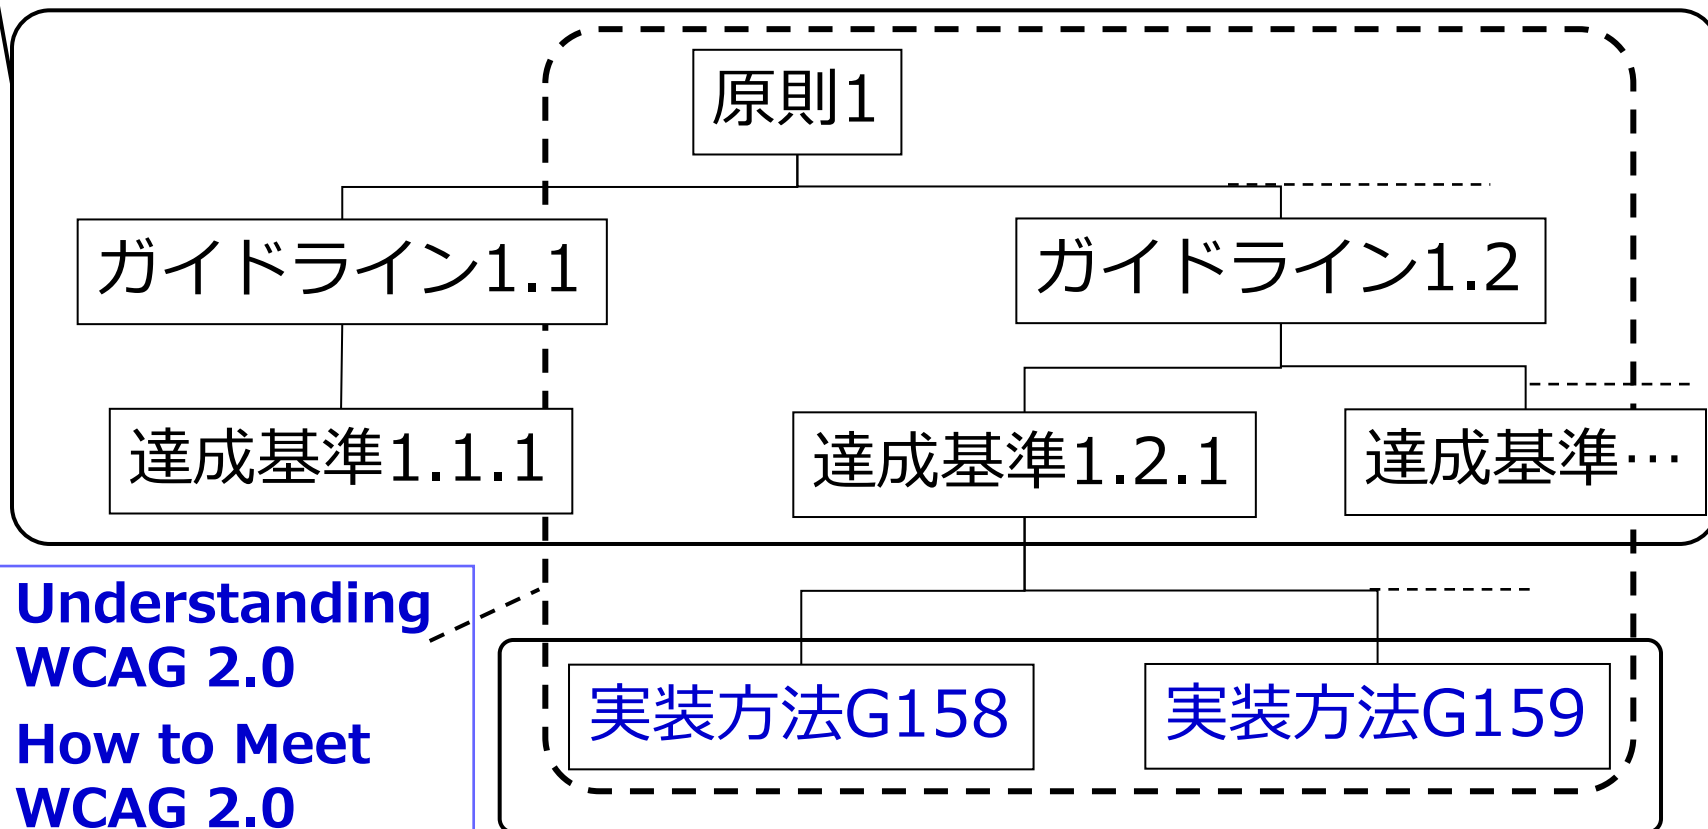 原則1
ガイドライン1.1
ガイドライン1.2
達成基準1.1.1
達成基準1.2.1
達成基準…
Understanding
WCAG 2.0
How to Meet
WCAG 2.0
実装方法G158
実装方法G159